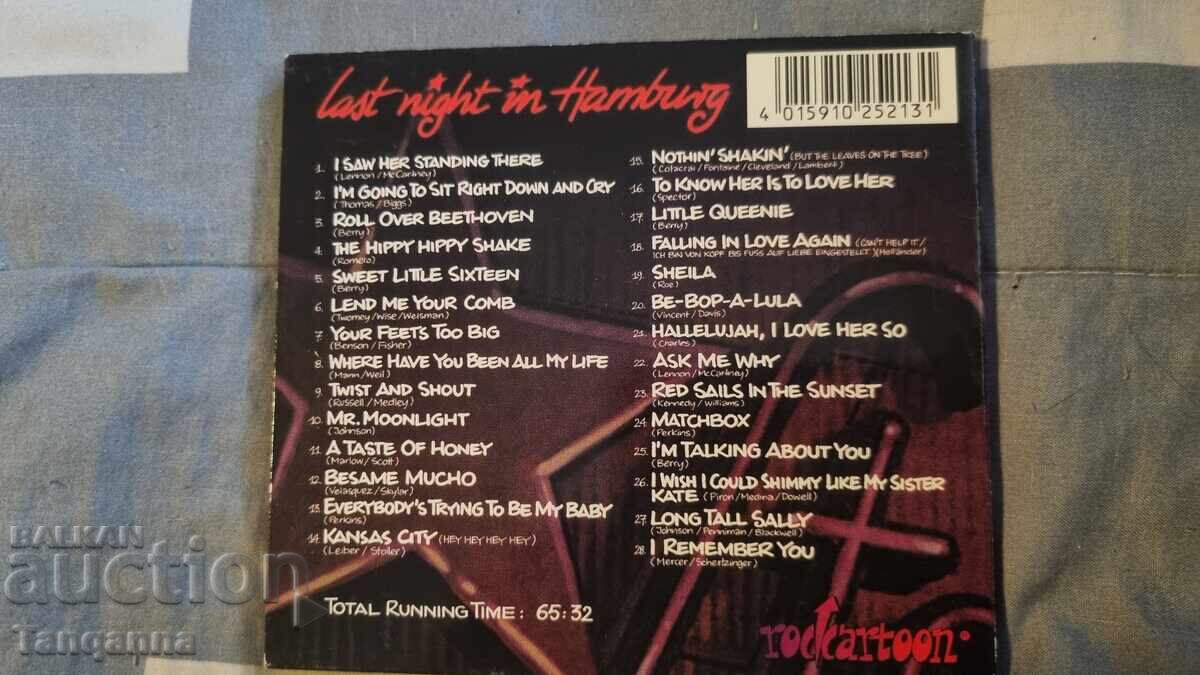 last night in Hamburg
4 015910 252131
1. I SAW HER STANDING THERE
(Lennon/McCartney)
2. I'M GOING TO SIT RIGHT DOWN AND CRY
(Thomas/Biggs)
3. ROLL OVER BEETHOVEN
(Berry)
4. THE HIPPY HIPPY SHAKE
(Romeo)
5. SWEET LITTLE SIXTEEN
(Berry)
6. LEND ME YOUR COMB
(Twomey/Wise/Weisman)
7. YOUR FEET'S TOO BIG
(Benson/Fisher)
8. WHERE HAVE YOU BEEN ALL MY LIFE
(Mann/Weil)
9. TWIST AND SHOUT
(Russell/Medley)
10. MR. MOONLIGHT
(Johnson)
11. A TASTE OF HONEY
(Marlow/Scott)
12. BESAME MUCHO
(Velasquez/Skylar)
13. EVERYBODY'S TRYING TO BE MY BABY
(Perkins)
14. KANSAS CITY (HEY HEY HEY HEY)
(Leiber/Stoller)
TOTAL RUNNING TIME: 65:32
15. NOTHIN' SHAKIN' (BUT THE LEAVES ON THE TREE)
(Colacrai/Fontaine/Cleveland/Lambert)
16. TO KNOW HER IS TO LOVE HER
(Spector)
17. LITTLE QUEENIE
(Berry)
18. FALLING IN LOVE AGAIN (CAN'T HELP IT/
ICH BIN VON KOPF BIS FUSS AUF LIEBE EINGESTELLT)(Holländer)
19. SHEILA
(Roe)
20. BE-BOP-A-LULA
(Vincent/Davis)
21. HALLELUJAH, I LOVE HER SO
(Charles)
22. ASK ME WHY
(Lennon/McCartney)
23. RED SAILS IN THE SUNSET
(Kennedy/Williams)
24. MATCHBOX
(Perkins)
25. I'M TALKING ABOUT YOU
(Berry)
26. I WISH I COULD SHIMMY LIKE MY SISTER
KATE (Piron/Medina/Dowell)
27. LONG TALL SALLY
(Johnson/Penniman/Blackwell)
28. I REMEMBER YOU
(Mercer/Schertzinger)
rockartoon
BALKAN
auction
Tanganna